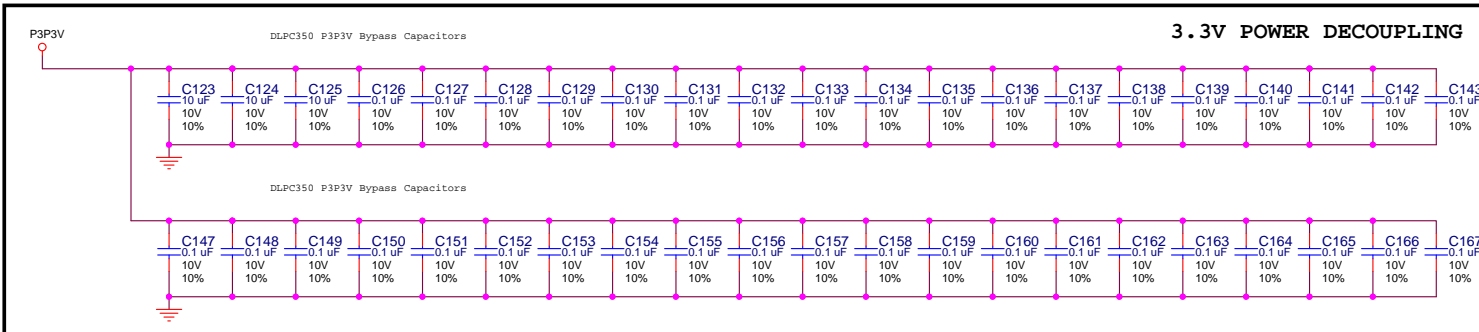 3.3V POWER DECOUPLING
P3P3V
DLPC350 P3P3V Bypass Capacitors
C123 C124 C125 C126 C127 C128 C129 C130 C131 C132 C133 C134 C135 C136 C137 C138 C139 C140 C141 C142 C143
10 uF 10 uF 10 uF 0.1 uF 0.1 uF 0.1 uF 0.1 uF 0.1 uF 0.1 uF 0.1 uF 0.1 uF 0.1 uF 0.1 uF 0.1 uF 0.1 uF 0.1 uF 0.1 uF 0.1 uF 0.1 uF 0.1 uF 0.1 uF
10V 10V 10V 10V 10V 10V 10V 10V 10V 10V 10V 10V 10V 10V 10V 10V 10V 10V 10V 10V 10V
10% 10% 10% 10% 10% 10% 10% 10% 10% 10% 10% 10% 10% 10% 10% 10% 10% 10% 10% 10% 10%
DLPC350 P3P3V Bypass Capacitors
C147 C148 C149 C150 C151 C152 C153 C154 C155 C156 C157 C158 C159 C160 C161 C162 C163 C164 C165 C166 C167
0.1 uF 0.1 uF 0.1 uF 0.1 uF 0.1 uF 0.1 uF 0.1 uF 0.1 uF 0.1 uF 0.1 uF 0.1 uF 0.1 uF 0.1 uF 0.1 uF 0.1 uF 0.1 uF 0.1 uF 0.1 uF 0.1 uF 0.1 uF 0.1 uF
10V 10V 10V 10V 10V 10V 10V 10V 10V 10V 10V 10V 10V 10V 10V 10V 10V 10V 10V 10V 10V
10% 10% 10% 10% 10% 10% 10% 10% 10% 10% 10% 10% 10% 10% 10% 10% 10% 10% 10% 10% 10%